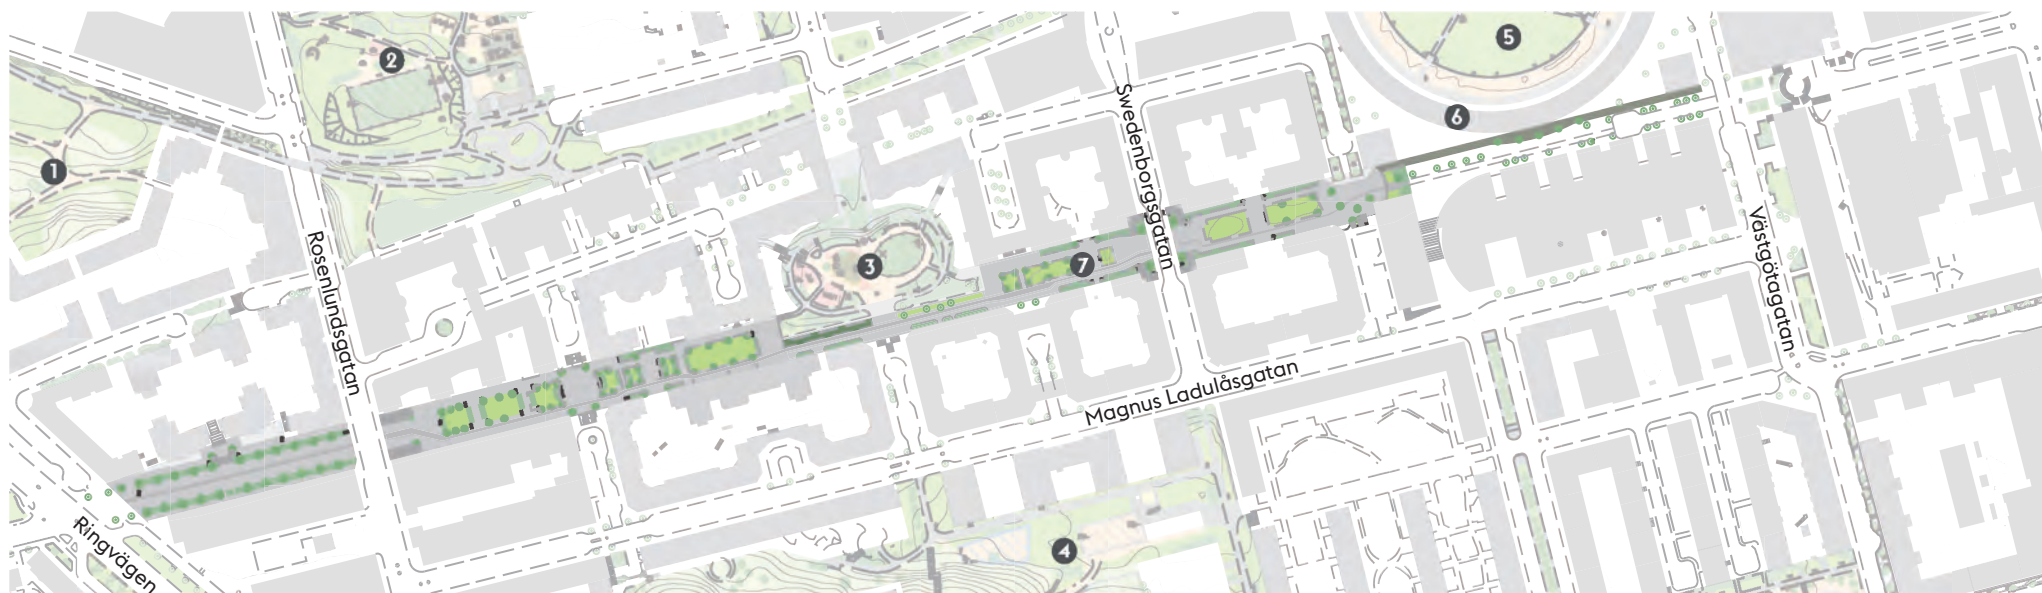 5
2
6
1
Swedenborgsgatan
Västgötagatan
Rosenlundsgatan
3
7
Magnus Ladulåsgatan
4
Ringvägen